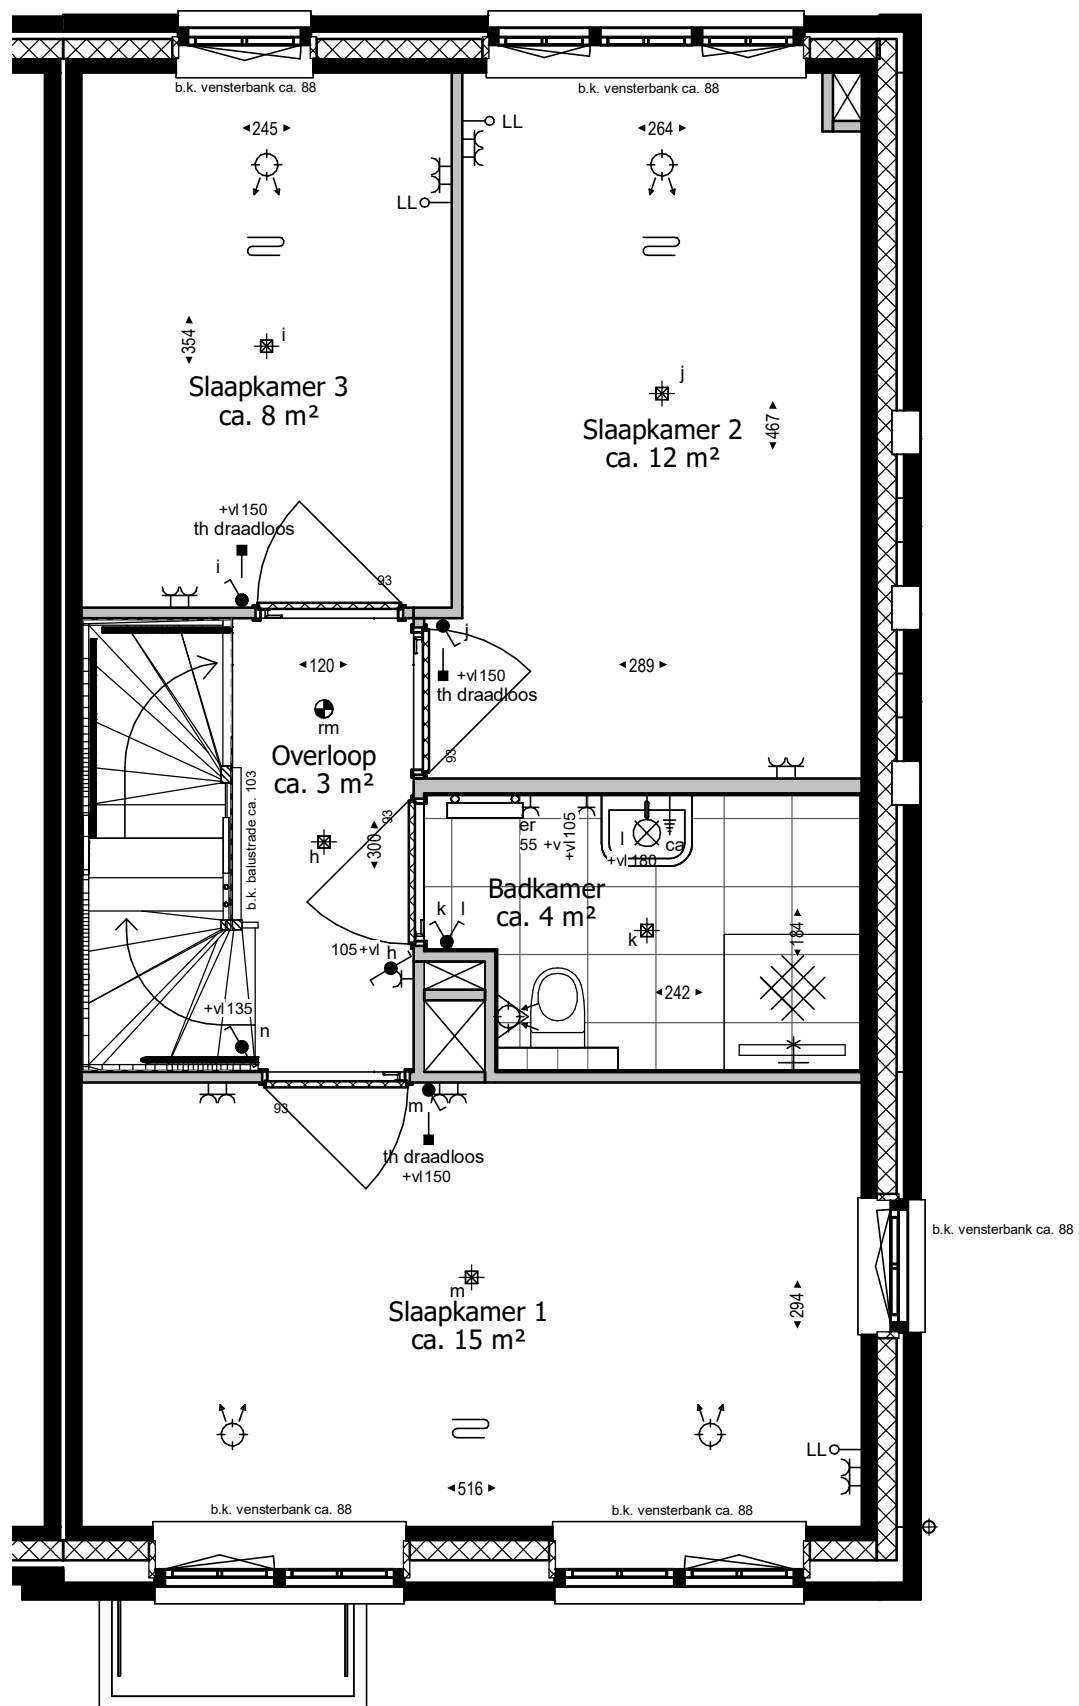 b.k. vensterbank ca. 88
b.k. vensterbank ca. 88
245
LL
264
LL
354
i
Slaapkamer 3
ca. 8 m²
j
467
Slaapkamer 2
ca. 12 m²
+vl150
th draadloos
i
93
j
120
+vl150
th draadloos
289
rm
Overloop
ca. 3 m²
93
b.k. balustrade ca. 103
h
300
93
er
55 +v
+vl105
l
ca
+vl180
Badkamer
ca. 4 m²
k l
k
184
105+vl h
242
+vl135
n
93
m
th draadloos
+vl150
b.k. vensterbank ca. 88
m
Slaapkamer 1
ca. 15 m²
294
LL
516
b.k. vensterbank ca. 88
b.k. vensterbank ca. 88